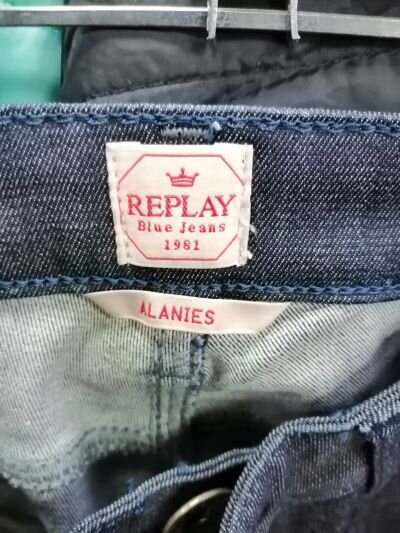 REPLAY
Blue Jeans
1981
ALANIES